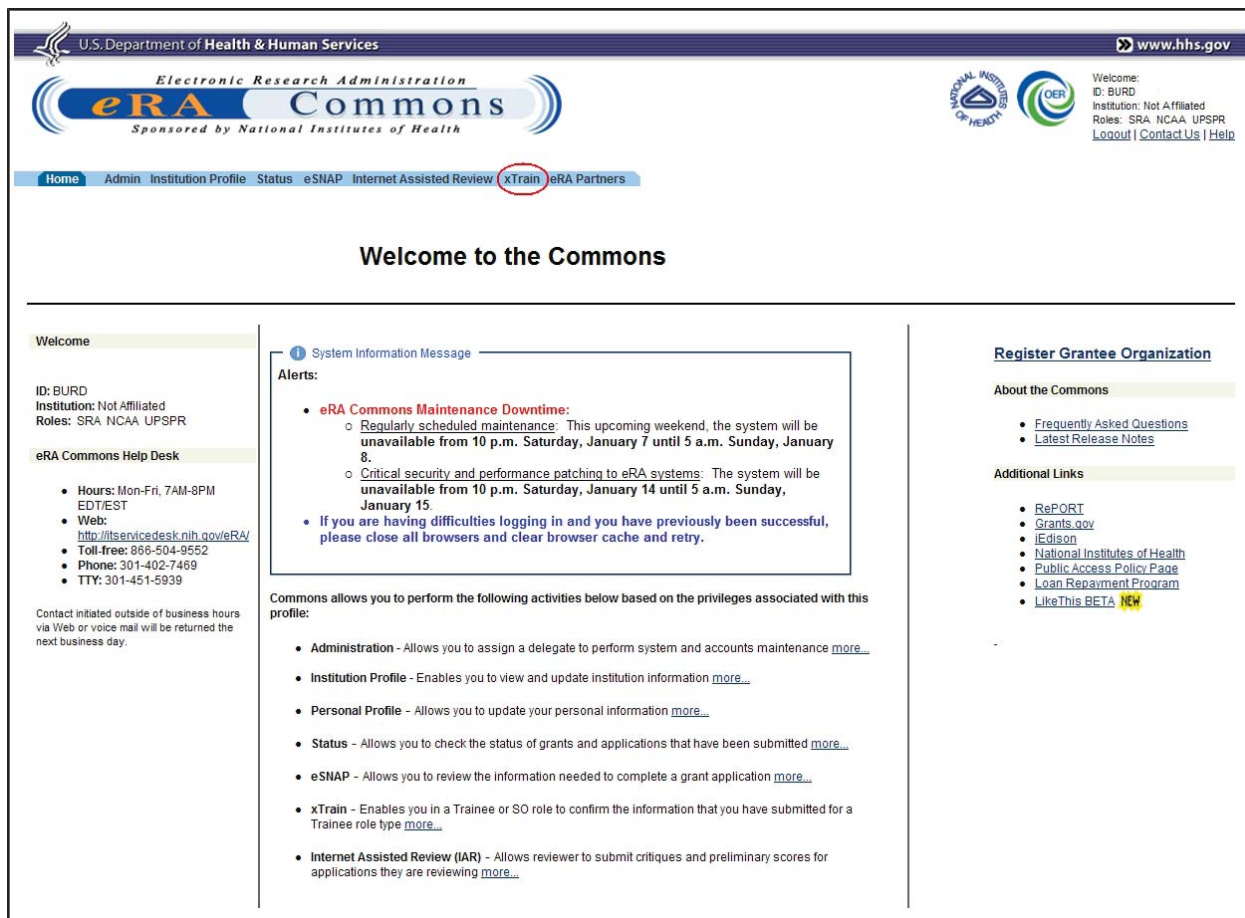 U.S. Department of Health & Human Services
www.hhs.gov
Electronic Research Administration
eRA Commons
Sponsored by National Institutes of Health
NATIONAL INSTITUTES OF HEALTH
OER
Welcome:
ID: BURD
Institution: Not Affiliated
Roles: SRA NCAA UPSPR
Logout | Contact Us | Help
Home Admin Institution Profile Status eSNAP Internet Assisted Review xTrain eRA Partners
Welcome to the Commons
Welcome
ID: BURD
Institution: Not Affiliated
Roles: SRA NCAA UPSPR
eRA Commons Help Desk
• Hours: Mon-Fri, 7AM-8PM
EDT/EST
• Web:
http://itservicedesk.nih.gov/eRA/
• Toll-free: 866-504-9552
• Phone: 301-402-7469
• TTY: 301-451-5939
Contact initiated outside of business hours
via Web or voice mail will be returned the
next business day.
System Information Message
Alerts:
• eRA Commons Maintenance Downtime:
o Regularly scheduled maintenance: This upcoming weekend, the system will be
unavailable from 10 p.m. Saturday, January 7 until 5 a.m. Sunday, January
8.
o Critical security and performance patching to eRA systems: The system will be
unavailable from 10 p.m. Saturday, January 14 until 5 a.m. Sunday,
January 15.
• If you are having difficulties logging in and you have previously been successful,
please close all browsers and clear browser cache and retry.
Commons allows you to perform the following activities below based on the privileges associated with this
profile:
• Administration - Allows you to assign a delegate to perform system and accounts maintenance more...
• Institution Profile - Enables you to view and update institution information more...
• Personal Profile - Allows you to update your personal information more...
• Status - Allows you to check the status of grants and applications that have been submitted more...
• eSNAP - Allows you to review the information needed to complete a grant application more...
• xTrain - Enables you in a Trainee or SO role to confirm the information that you have submitted for a
Trainee role type more...
• Internet Assisted Review (IAR) - Allows reviewer to submit critiques and preliminary scores for
applications they are reviewing more...
Register Grantee Organization
About the Commons
• Frequently Asked Questions
• Latest Release Notes
Additional Links
• RePORT
• Grants.gov
• iEdison
• National Institutes of Health
• Public Access Policy Page
• Loan Repayment Program
• LikeThis BETA NEW
-